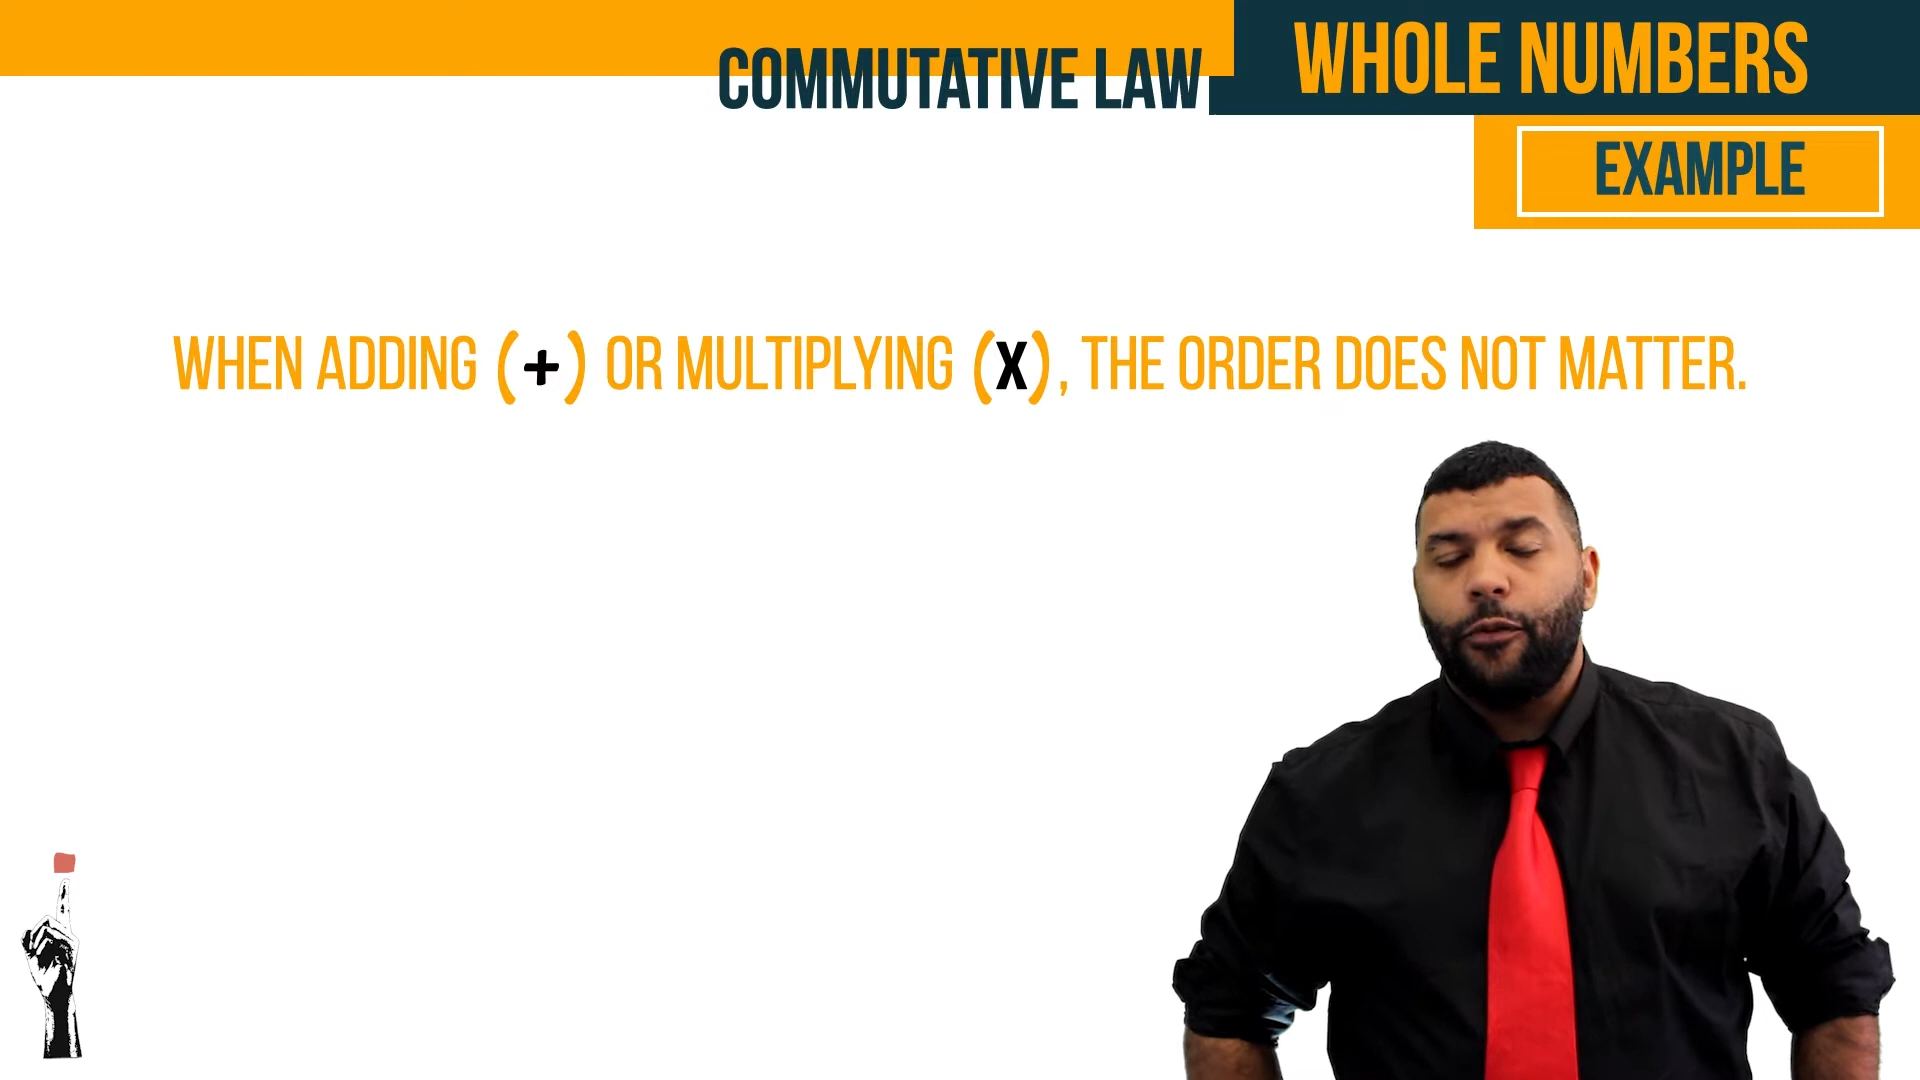 COMMUTATIVE LAW
WHOLE NUMBERS
EXAMPLE
WHEN ADDING (+) OR MULTIPLYING (X), THE ORDER DOES NOT MATTER.